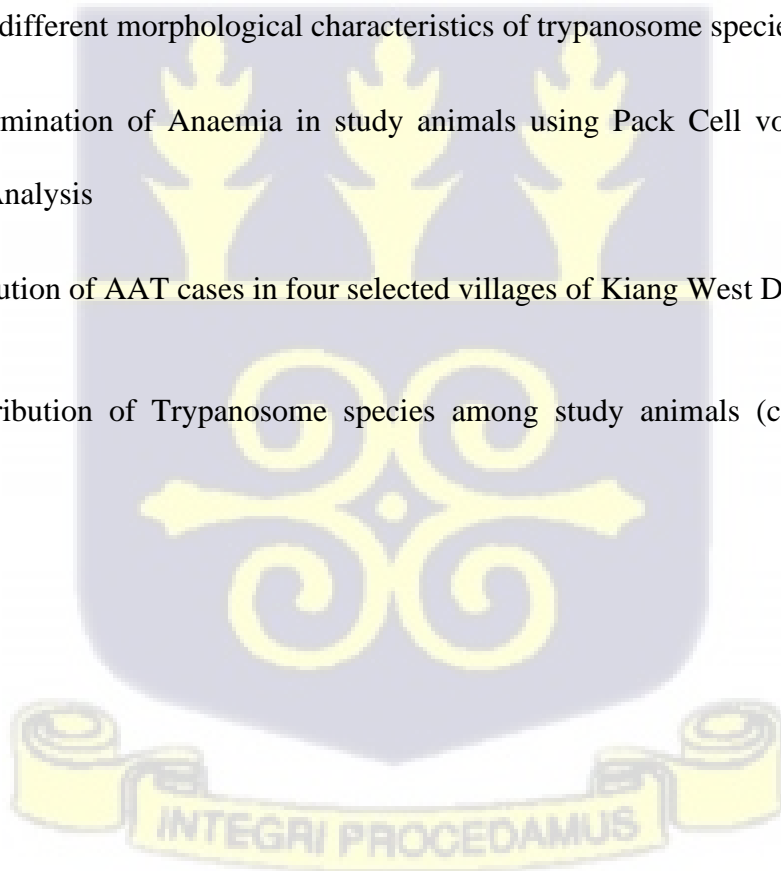 different morphological characteristics of trypanosome specie
mination of Anaemia in study animals using Pack Cell vo
Analysis
ution of AAT cases in four selected villages of Kiang West D
ribution of Trypanosome species among study animals (c
INTEGRI PROCEDAMUS